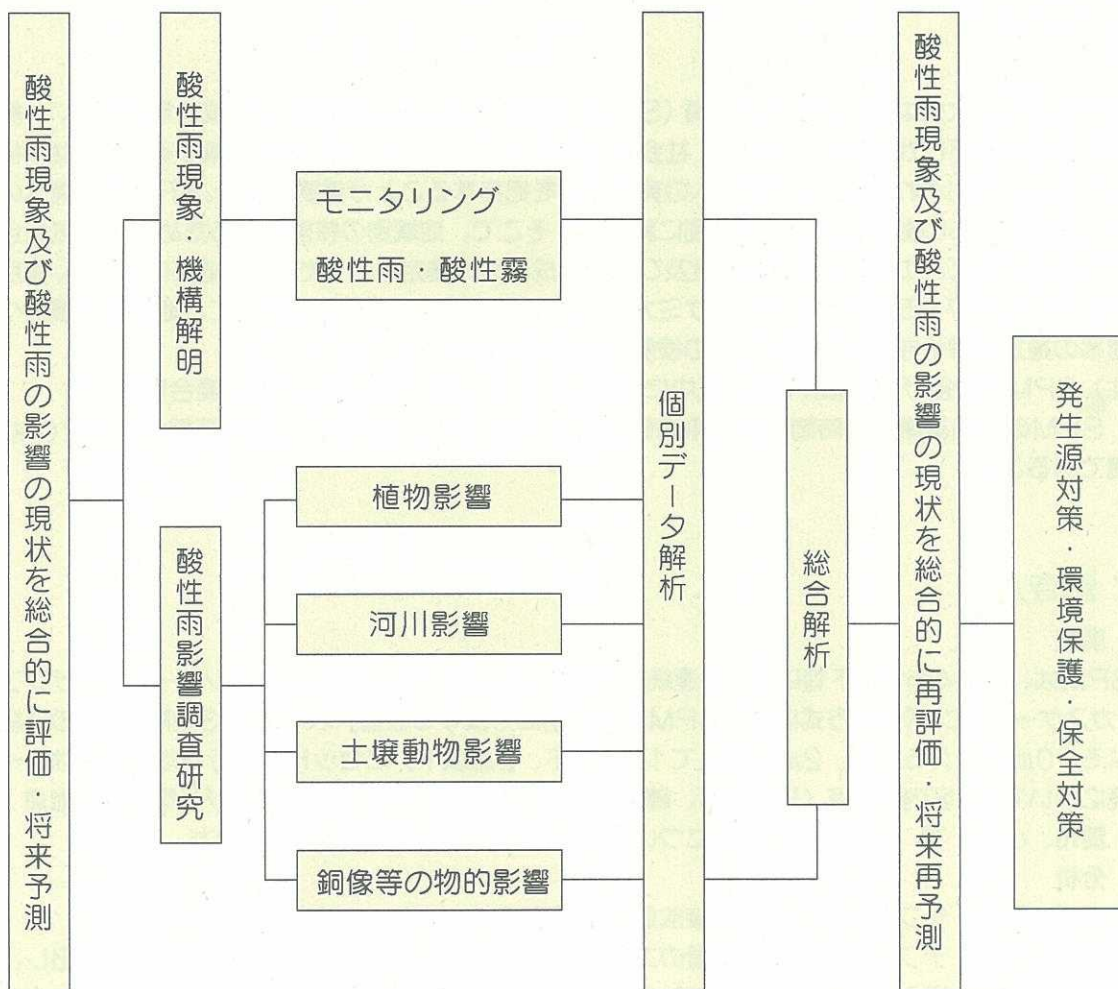 酸性雨現象及び酸性雨の影響の現状を総合的に評価・将来予測
酸性雨現象・機構解明
モニタリング
酸性雨・酸性霧
酸性雨影響調査研究
植物影響
河川影響
土壌動物影響
銅像等の物的影響
個別データ解析
総合解析
酸性雨現象及び酸性雨の影響の現状を総合的に再評価・将来再予測
発生源対策・環境保護・保全対策